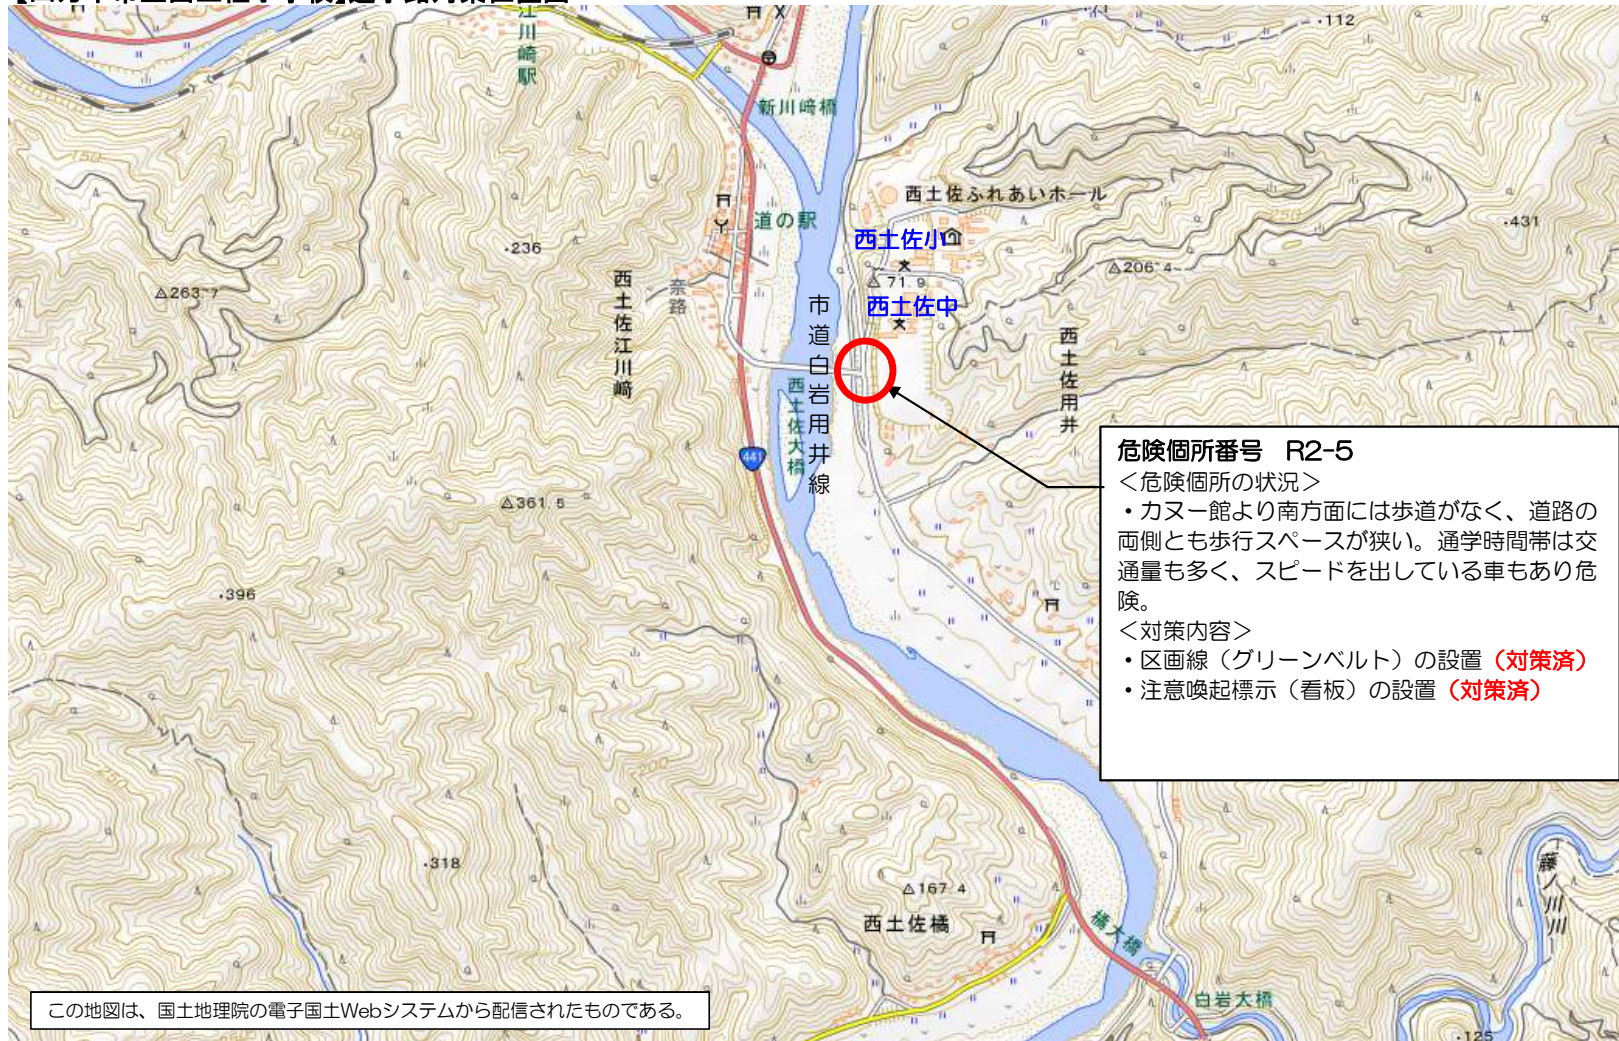 江川崎駅
・112
新川崎橋
西土佐ふれあいホール
道の駅
西土佐小
・431
・236
△206.4
△263.7
西土佐江川崎
奈路
△71.9
市道白岩用井線
西土佐中
西土佐用井
西土佐大橋
441
△361.5
危険個所番号 R2-5
＜危険個所の状況＞
・カヌー館より南方面には歩道がなく、道路の
両側とも歩行スペースが狭い。通学時間帯は交
通量も多く、スピードを出している車もあり危
険。
＜対策内容＞
・区画線（グリーンベルト）の設置（対策済）
・注意喚起標示（看板）の設置（対策済）
・396
・318
△167.4
西土佐橘
橘大橋
藤ノ川川
白岩大橋
・125
この地図は、国土地理院の電子国土Webシステムから配信されたものである。